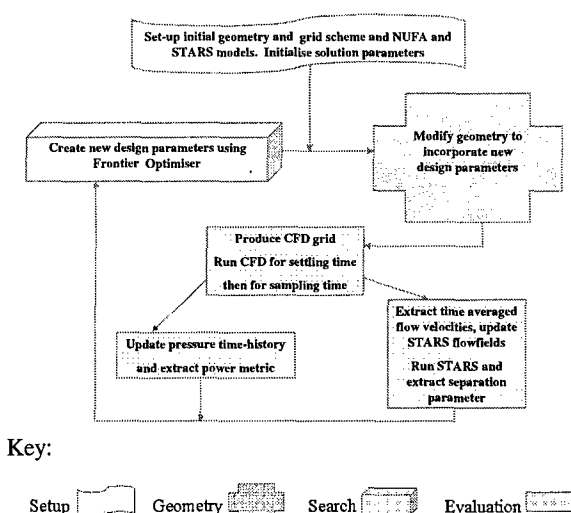 Set-up initial geometry and grid scheme and NUFA and
STARS models. Initialise solution parameters
Create new design parameters using
Frontier Optimiser
Modify geometry to
incorporate new
design parameters
Produce CFD grid
Run CFD for settling time
then for sampling time
Update pressure time-history
and extract power metric
Extract time averaged
flow velocities, update
STARS flowfields
Run STARS and
extract separation
parameter
Key:
Setup Geometry Search Evaluation